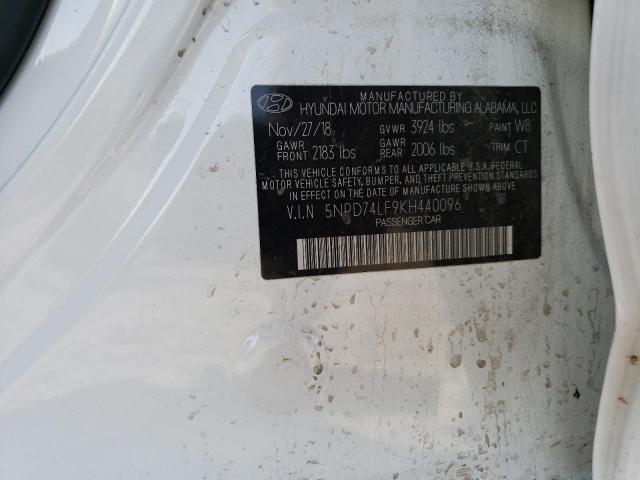 MANUFACTURED BY
HYUNDAI MOTOR MANUFACTURING ALABAMA, LLC
Nov/27/18 GVWR 3924 lbs PAINT W8
GAWR FRONT 2183 lbs GAWR REAR 2006 lbs TRIM CT
THIS VEHICLE CONFORMS TO ALL APPLICABLE U.S.A. FEDERAL
MOTOR VEHICLE SAFETY, BUMPER, AND THEFT PREVENTION
STANDARDS IN EFFECT ON THE DATE OF MANUFACTURE SHOWN ABOVE.
V.I.N 5NPD74LF9KH440096
PASSENGER CAR